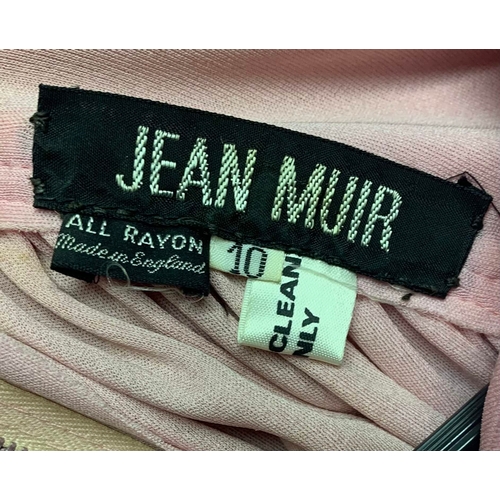 JEAN MUIR
ALL RAYON
Made in England
10
CLEAN
NLY